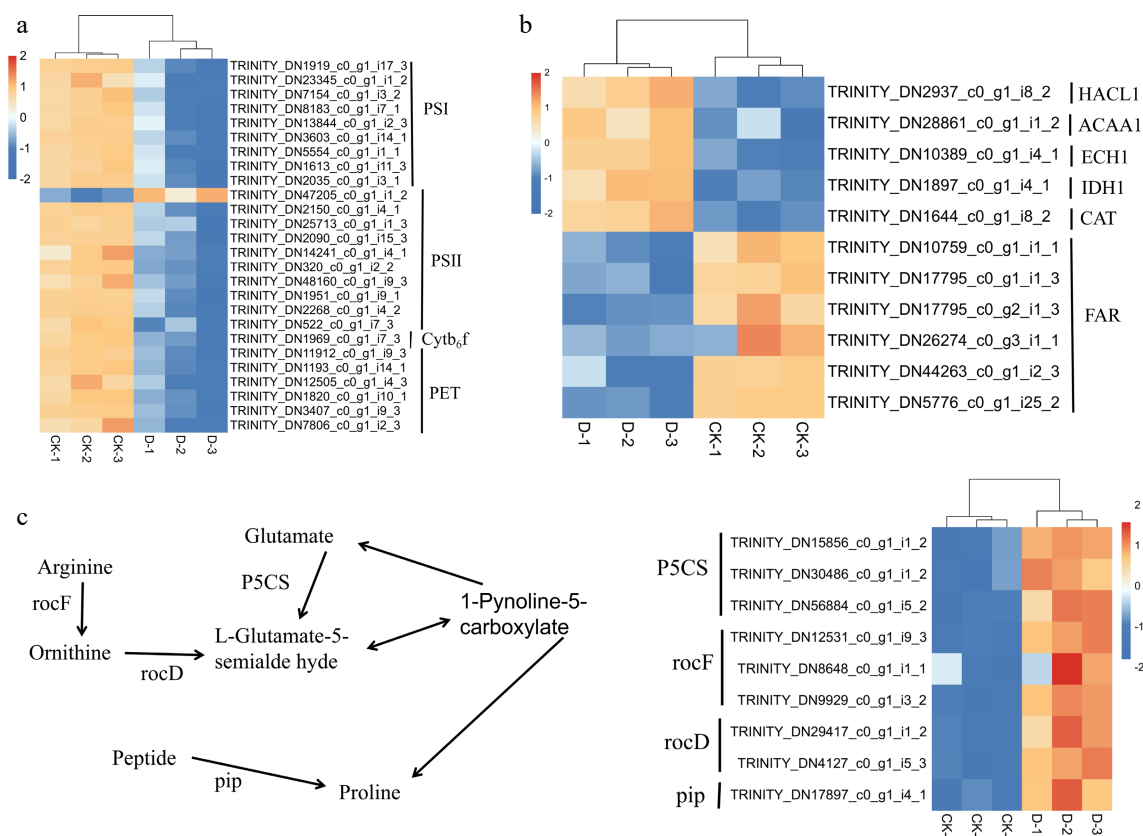 a
2
1
0
-1
-2
TRINITY_DN1919_c0_g1_i17_3
TRINITY_DN23345_c0_g1_i1_2
TRINITY_DN7154_c0_g1_i3_2
TRINITY_DN8183_c0_g1_i7_1
TRINITY_DN13844_c0_g1_i2_3
TRINITY_DN3603_c0_g1_i14_1
TRINITY_DN5554_c0_g1_i1_1
TRINITY_DN1613_c0_g1_i11_3
TRINITY_DN2035_c0_g1_i3_1
TRINITY_DN47205_c0_g1_i1_2
TRINITY_DN2150_c0_g1_i4_1
TRINITY_DN25713_c0_g1_i1_3
TRINITY_DN2090_c0_g1_i15_3
TRINITY_DN14241_c0_g1_i4_1
TRINITY_DN320_c0_g1_i2_2
TRINITY_DN48160_c0_g1_i9_3
TRINITY_DN1951_c0_g1_i9_1
TRINITY_DN2268_c0_g1_i4_2
TRINITY_DN522_c0_g1_i7_3
TRINITY_DN1969_c0_g1_i7_3
TRINITY_DN11912_c0_g1_i9_3
TRINITY_DN1193_c0_g1_i14_1
TRINITY_DN12505_c0_g1_i4_3
TRINITY_DN1820_c0_g1_i10_1
TRINITY_DN3407_c0_g1_i9_3
TRINITY_DN7806_c0_g1_i2_3
PSI
PSII
Cytb₆f
PET
CK-1
CK-2
CK-3
D-1
D-2
D-3
b
2
1
0
-1
-2
TRINITY_DN2937_c0_g1_i8_2
TRINITY_DN28861_c0_g1_i1_2
TRINITY_DN10389_c0_g1_i4_1
TRINITY_DN1897_c0_g1_i4_1
TRINITY_DN1644_c0_g1_i8_2
TRINITY_DN10759_c0_g1_i1_1
TRINITY_DN17795_c0_g1_i1_3
TRINITY_DN17795_c0_g2_i1_3
TRINITY_DN26274_c0_g3_i1_1
TRINITY_DN44263_c0_g1_i2_3
TRINITY_DN5776_c0_g1_i25_2
HACL1
ACAA1
ECH1
IDH1
CAT
FAR
D-1
D-2
D-3
CK-1
CK-2
CK-3
c
Glutamate
P5CS
Arginine
rocF
Ornithine
rocD
L-Glutamate-5-
semialde hyde
1-Pynoline-5-
carboxylate
Peptide
pip
Proline
P5CS
rocF
rocD
pip
TRINITY_DN15856_c0_g1_i1_2
TRINITY_DN30486_c0_g1_i1_2
TRINITY_DN56884_c0_g1_i5_2
TRINITY_DN12531_c0_g1_i9_3
TRINITY_DN8648_c0_g1_i1_1
TRINITY_DN9929_c0_g1_i3_2
TRINITY_DN29417_c0_g1_i1_2
TRINITY_DN4127_c0_g1_i5_3
TRINITY_DN17897_c0_g1_i4_1
2
1
0
-1
-2
CK-
CK-
CK-
D-1
D-2
D-3